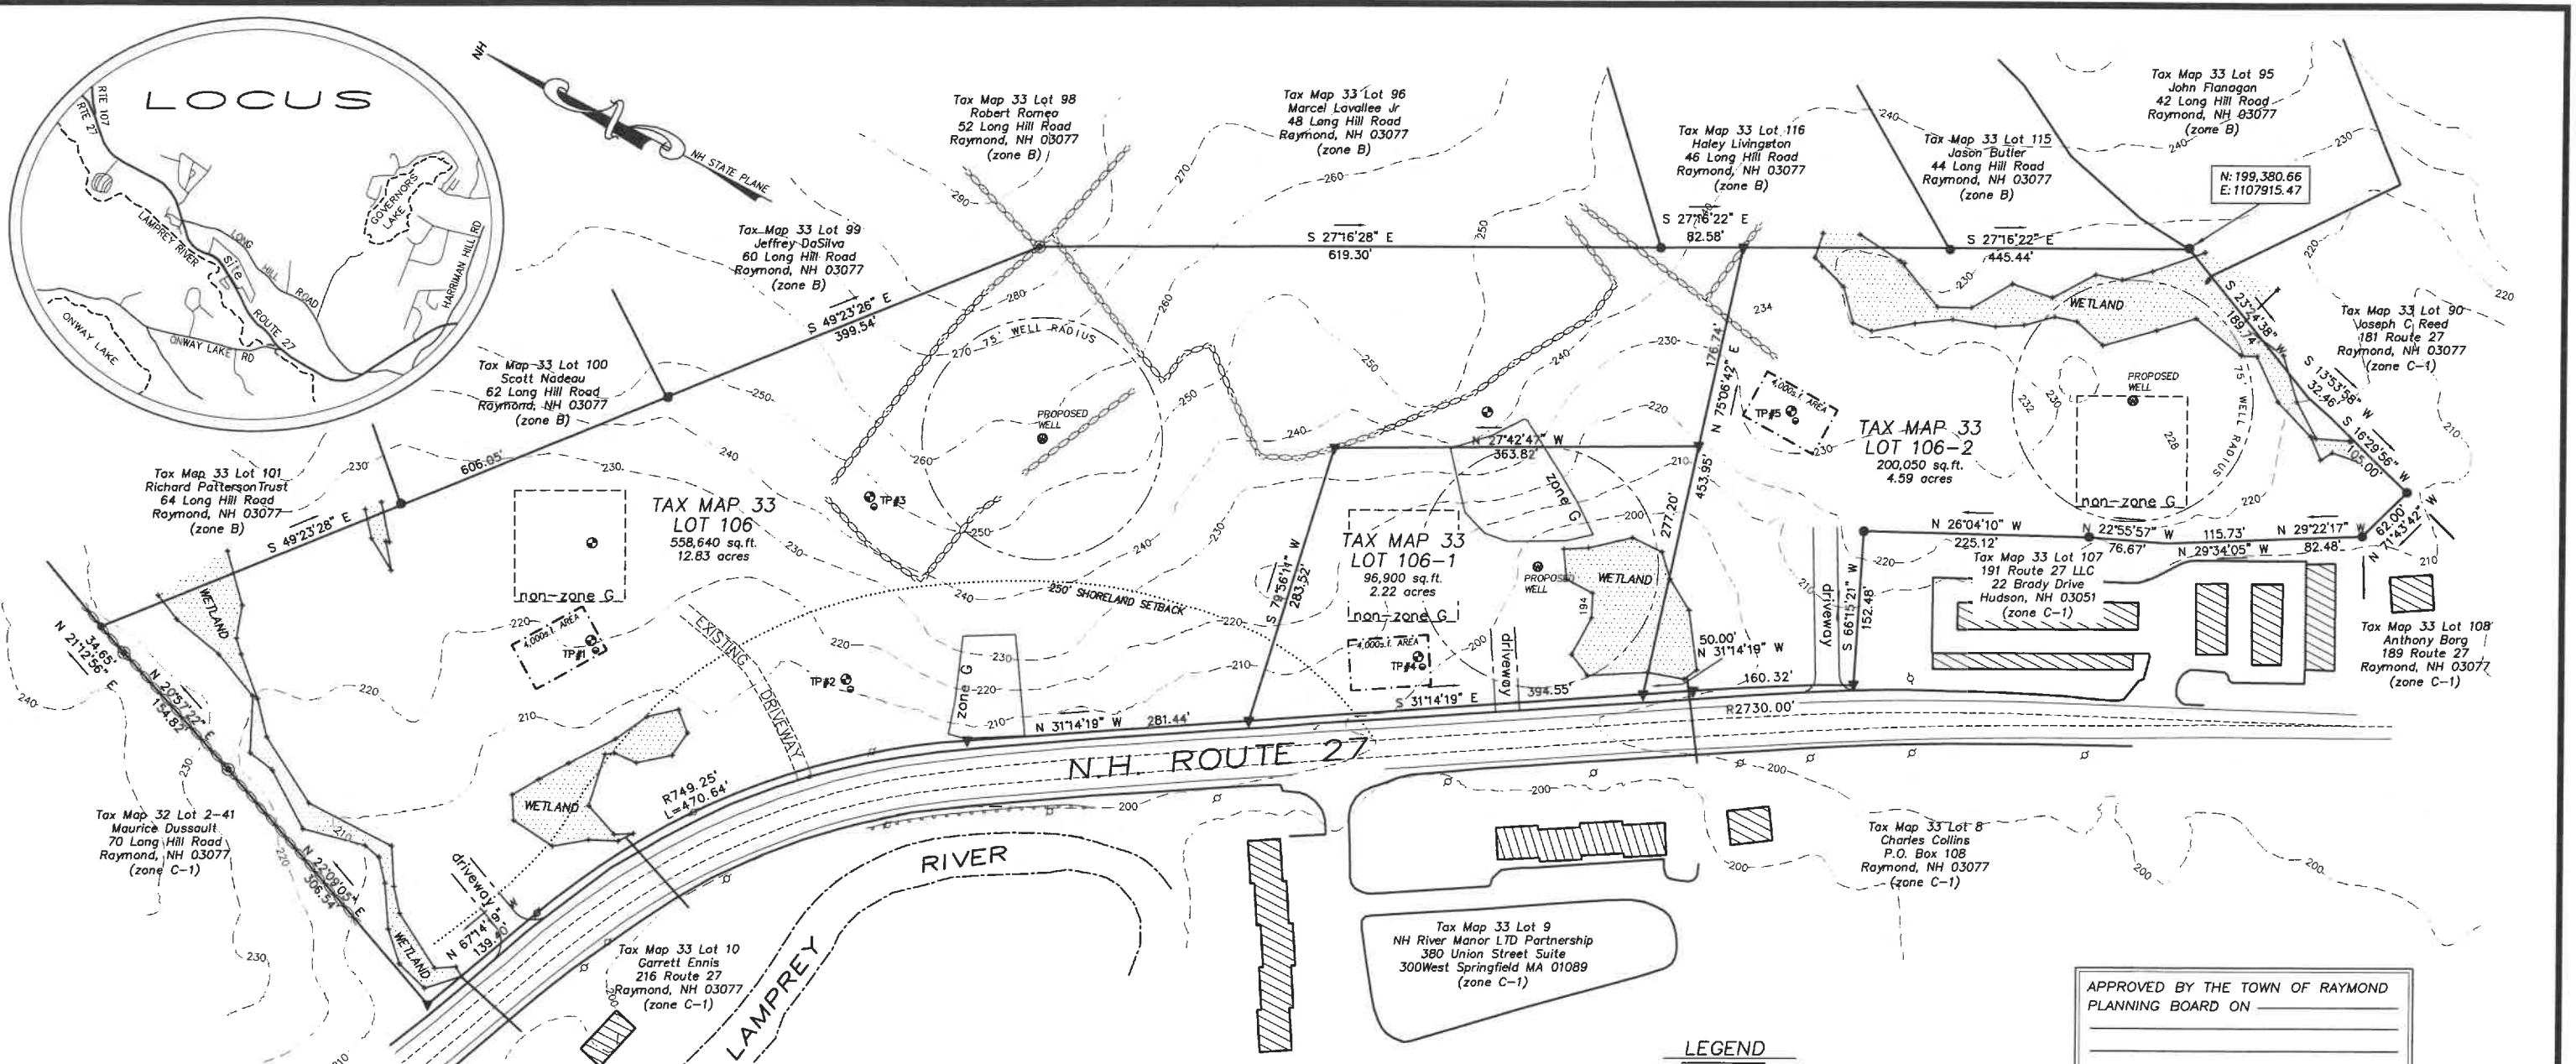 LOCUS
RTE 107
RTE 27
LAMPREY RIVER
LONG
HILL
ROAD
site
ROUTE 27
GOVERNORS
LAKE
HARRIMAN HILL RD
ONWAY LAKE RD
ONWAY LAKE
NH
NH STATE PLANE
Tax Map 33 Lot 98
Robert Romeo
52 Long Hill Road
Raymond, NH 03077
(zone B)
Tax Map 33 Lot 96
Marcel Lavallee Jr
48 Long Hill Road
Raymond, NH 03077
(zone B)
Tax Map 33 Lot 116
Haley Livingston
46 Long Hill Road
Raymond, NH 03077
(zone B)
Tax Map 33 Lot 115
Jason Butler
44 Long Hill Road
Raymond, NH 03077
(zone B)
Tax Map 33 Lot 95
John Flanagan
42 Long Hill Road
Raymond, NH 03077
(zone B)
N: 199,380.66
E: 1107915.47
Tax Map 33 Lot 99
Jeffrey DaSilva
60 Long Hill Road
Raymond, NH 03077
(zone B)
Tax Map 33 Lot 100
Scott Nadeau
62 Long Hill Road
Raymond, NH 03077
(zone B)
Tax Map 33 Lot 101
Richard Patterson Trust
64 Long Hill Road
Raymond, NH 03077
(zone B)
Tax Map 33 Lot 90
Joseph C Reed
181 Route 27
Raymond, NH 03077
(zone C-1)
S 27°16'28" E
619.30'
S 27°16'22" E
82.58'
S 27°16'22" E
445.44'
S 49°23'26" E
399.54'
606.05'
S 49°23'28" E
S 23°24'38" W
189.74'
S 13°53'58" W
32.46'
S 16°29'56" W
105.00'
62.00'
N 71°43'42" W
N 75°06'42" E
176.74'
453.95'
277.20'
N 27°42'47" W
363.82'
S 79°56'11" W
283.52'
N 26°04'10" W
225.12'
N 22°55'57" W
76.67'
115.73'
N 29°34'05" W
N 29°22'17" W
82.48'
S 66°15'21" W
152.48'
50.00'
N 31°14'19" W
160.32'
R2730.00'
394.55'
S 31°14'19" E
N 31°14'19" W
281.44'
R749.25'
L=470.64'
34.65'
N 21°12'56" E
N 20°57'22" E
154.82'
N 22°09'05" E
306.54'
TAX MAP 33
LOT 106
558,640 sq.ft.
12.83 acres
TAX MAP 33
LOT 106-1
96,900 sq.ft.
2.22 acres
TAX MAP 33
LOT 106-2
200,050 sq.ft.
4.59 acres
75' WELL RADIUS
PROPOSED
WELL
PROPOSED
WELL
PROPOSED
WELL
75' WELL RADIUS
non-zone G
non-zone G
non-zone G
zone G
zone G
4,000s.f. AREA
TP#1
TP#2
TP#3
4,000s.f. AREA
TP#4
4,000s.f. AREA
TP#5
EXISTING
DRIVEWAY
250' SHORELAND SETBACK
WETLAND
WETLAND
WETLAND
WETLAND
WETLAND
driveway
driveway
driveway
N.H. ROUTE 27
LAMPREY
RIVER
Tax Map 33 Lot 107
191 Route 27 LLC
22 Brady Drive
Hudson, NH 03051
(zone C-1)
Tax Map 33 Lot 108
Anthony Borg
189 Route 27
Raymond, NH 03077
(zone C-1)
Tax Map 32 Lot 2-41
Maurice Dussault
70 Long Hill Road
Raymond, NH 03077
(zone C-1)
Tax Map 33 Lot 10
Garrett Ennis
216 Route 27
Raymond, NH 03077
(zone C-1)
Tax Map 33 Lot 9
NH River Manor LTD Partnership
380 Union Street Suite
300West Springfield MA 01089
(zone C-1)
Tax Map 33 Lot 8
Charles Collins
P.O. Box 108
Raymond, NH 03077
(zone C-1)
LEGEND
APPROVED BY THE TOWN OF RAYMOND
PLANNING BOARD ON